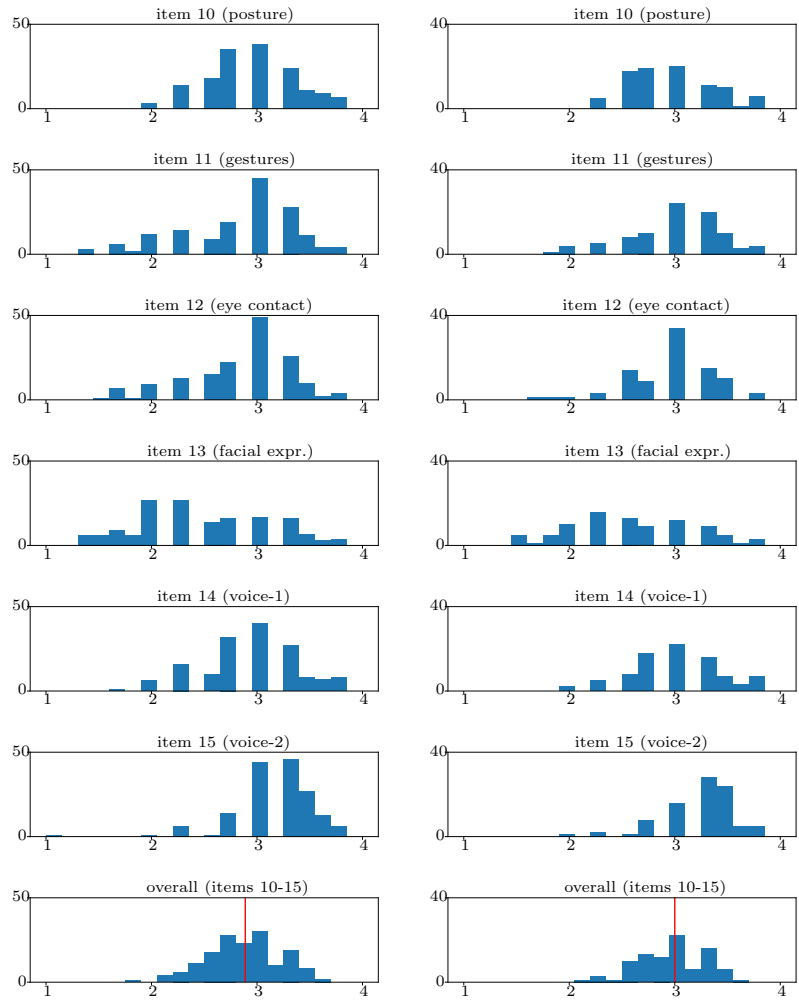 item 10 (posture)
50
0
1 2 3 4
item 10 (posture)
40
0
1 2 3 4
item 11 (gestures)
50
0
1 2 3 4
item 11 (gestures)
40
0
1 2 3 4
item 12 (eye contact)
50
0
1 2 3 4
item 12 (eye contact)
40
0
1 2 3 4
item 13 (facial expr.)
50
0
1 2 3 4
item 13 (facial expr.)
40
0
1 2 3 4
item 14 (voice-1)
50
0
1 2 3 4
item 14 (voice-1)
40
0
1 2 3 4
item 15 (voice-2)
50
0
1 2 3 4
item 15 (voice-2)
40
0
1 2 3 4
overall (items 10-15)
50
0
1 2 3 4
overall (items 10-15)
40
0
1 2 3 4